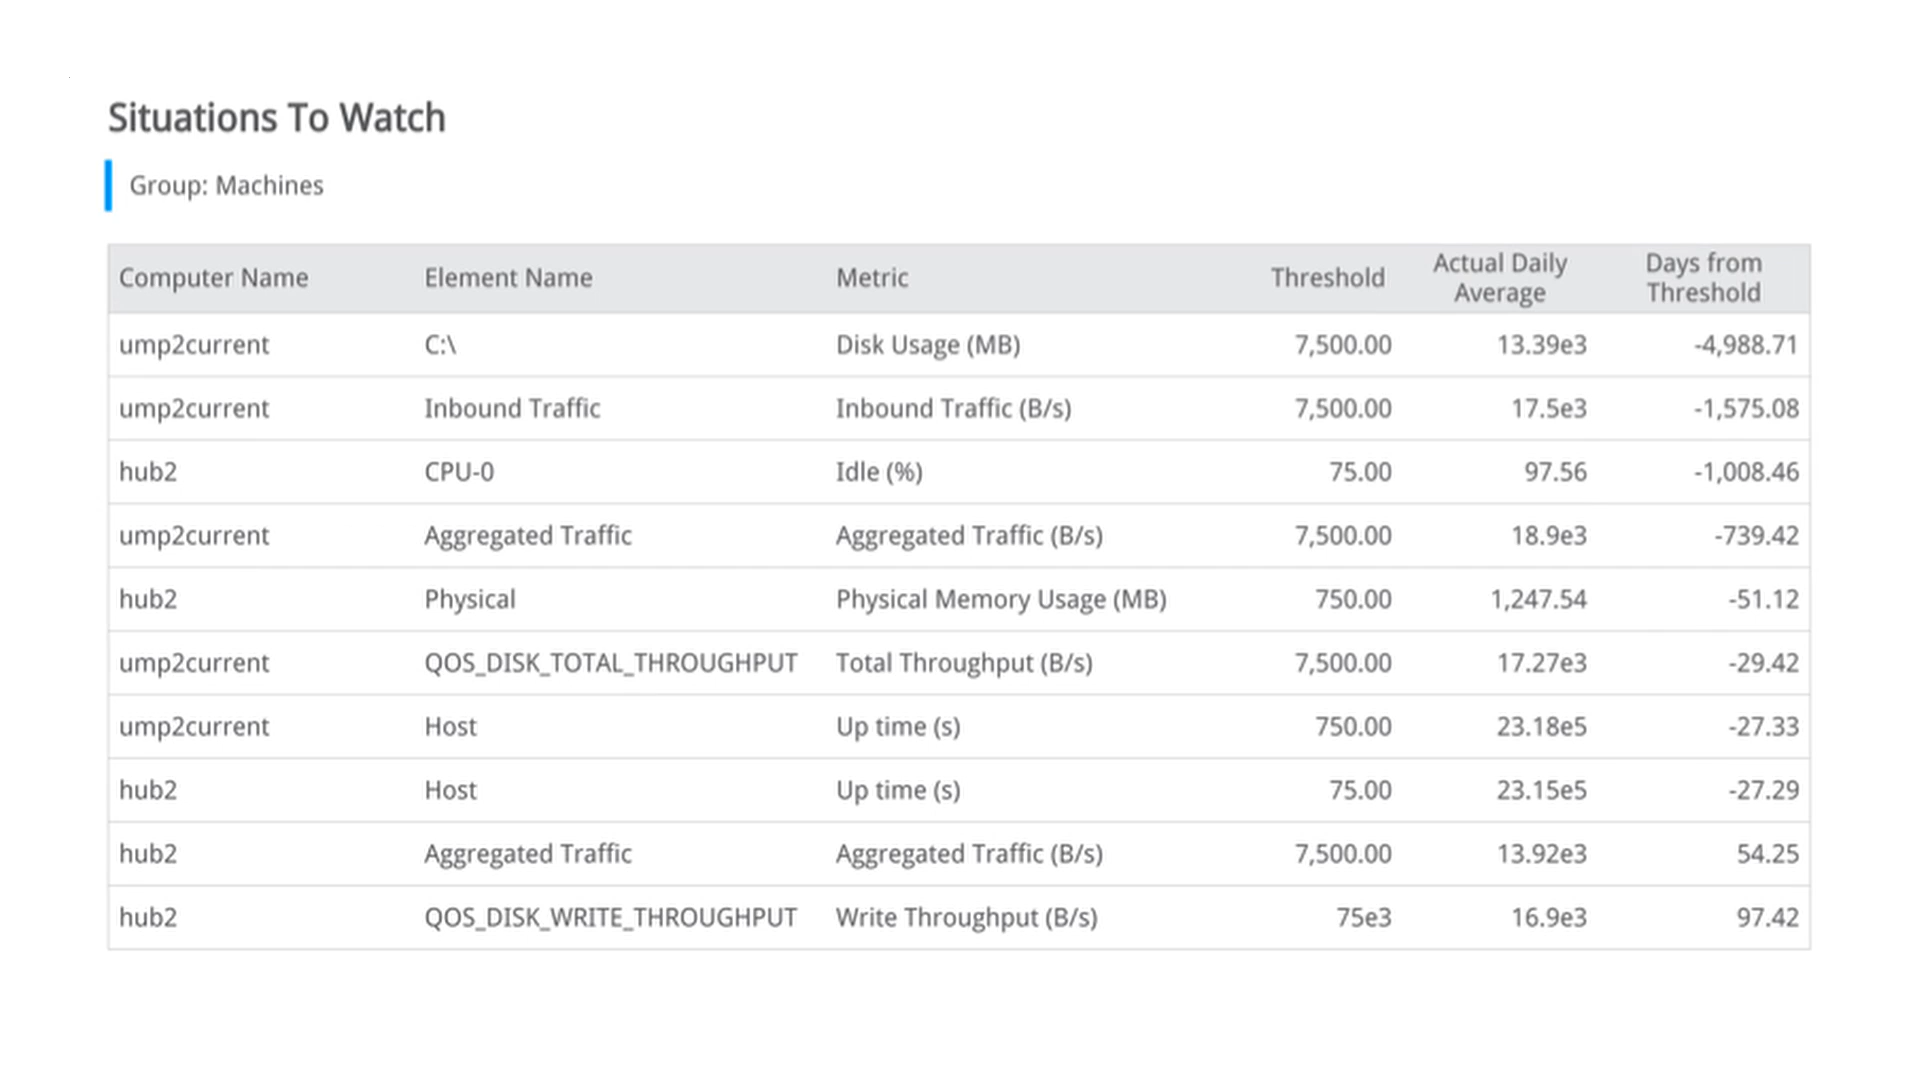 Situations To Watch
Group: Machines
Computer Name Element Name Metric Threshold Actual Daily Average Days from Threshold
ump2current C:\ Disk Usage (MB) 7,500.00 13.39e3 -4,988.71
ump2current Inbound Traffic Inbound Traffic (B/s) 7,500.00 17.5e3 -1,575.08
hub2 CPU-0 Idle (%) 75.00 97.56 -1,008.46
ump2current Aggregated Traffic Aggregated Traffic (B/s) 7,500.00 18.9e3 -739.42
hub2 Physical Physical Memory Usage (MB) 750.00 1,247.54 -51.12
ump2current QOS_DISK_TOTAL_THROUGHPUT Total Throughput (B/s) 7,500.00 17.27e3 -29.42
ump2current Host Up time (s) 750.00 23.18e5 -27.33
hub2 Host Up time (s) 75.00 23.15e5 -27.29
hub2 Aggregated Traffic Aggregated Traffic (B/s) 7,500.00 13.92e3 54.25
hub2 QOS_DISK_WRITE_THROUGHPUT Write Throughput (B/s) 75e3 16.9e3 97.42